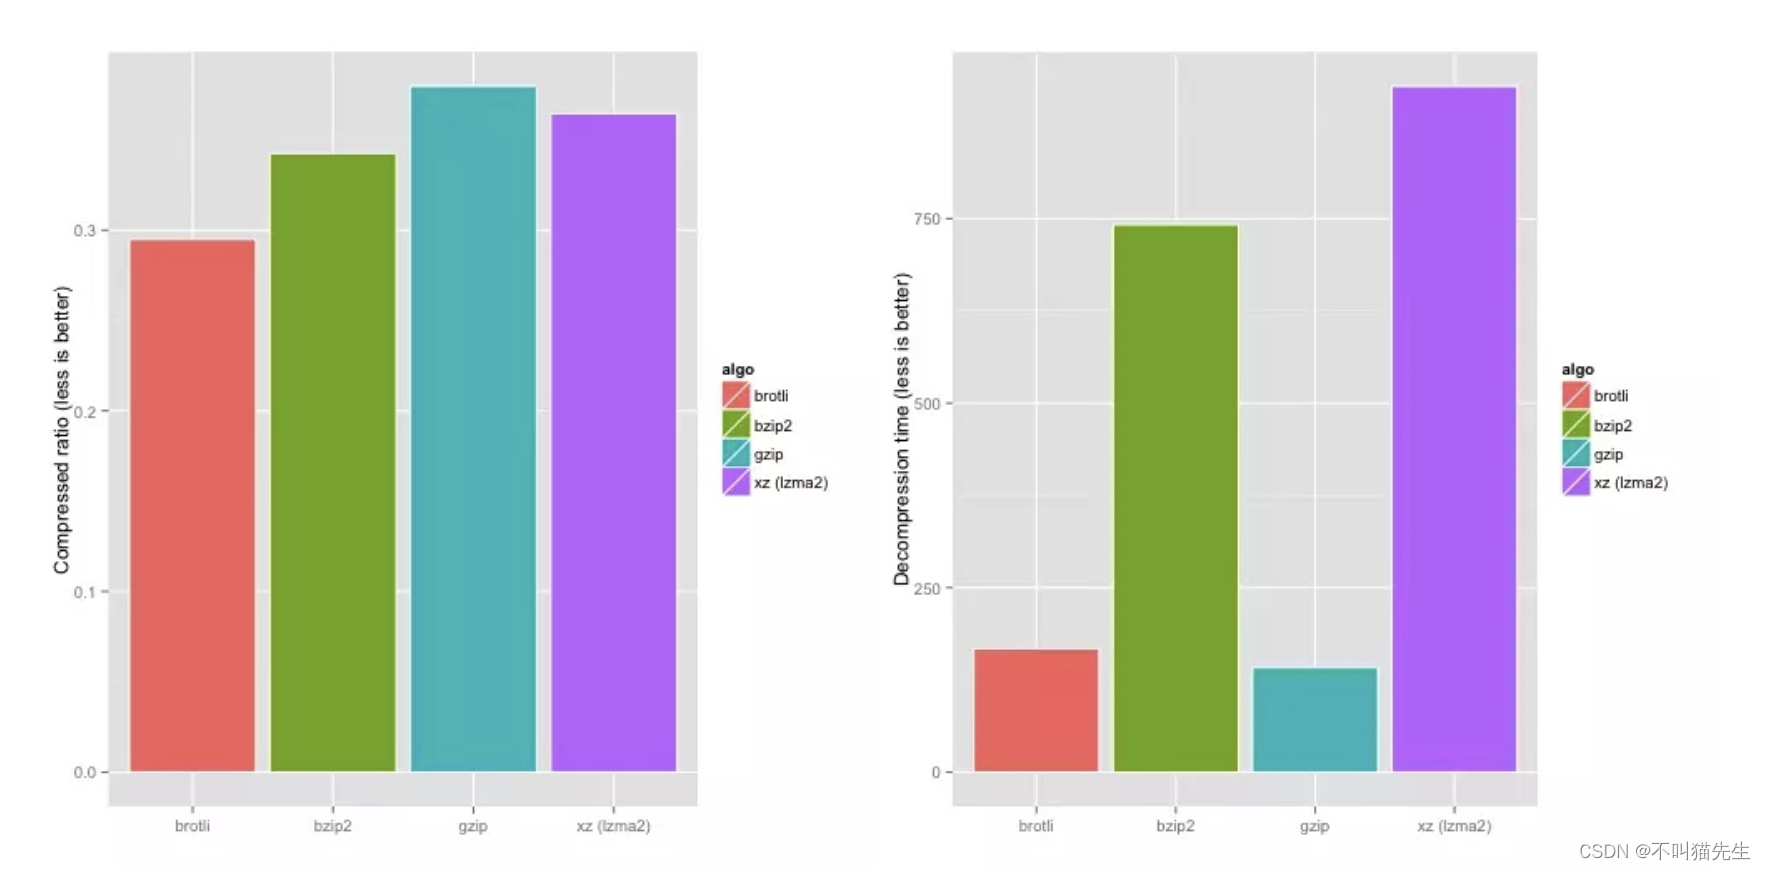 Compressed ratio (less is better)
0.3
0.2
0.1
0.0
brotli
bzip2
gzip
xz (lzma2)
algo
brotli
bzip2
gzip
xz (lzma2)
Decompression time (less is better)
750
500
250
0
brotli
bzip2
gzip
xz (lzma2)
algo
brotli
bzip2
gzip
xz (lzma2)
CSDN @不叫猫先生